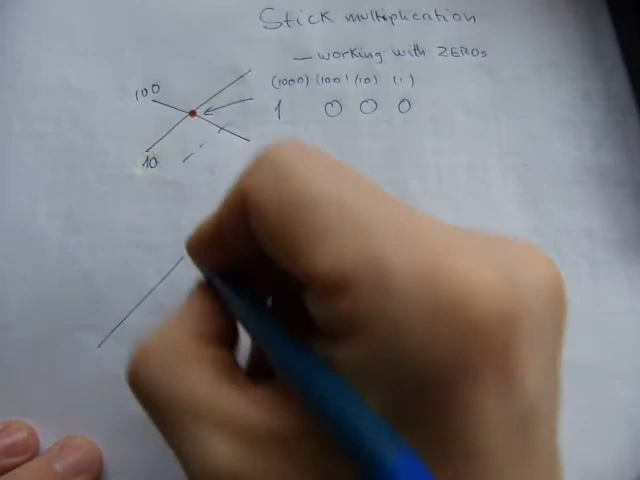 Stick multiplication
— working with ZEROs
(1000) (100) (10) (1)
100
1 0 0 0
10